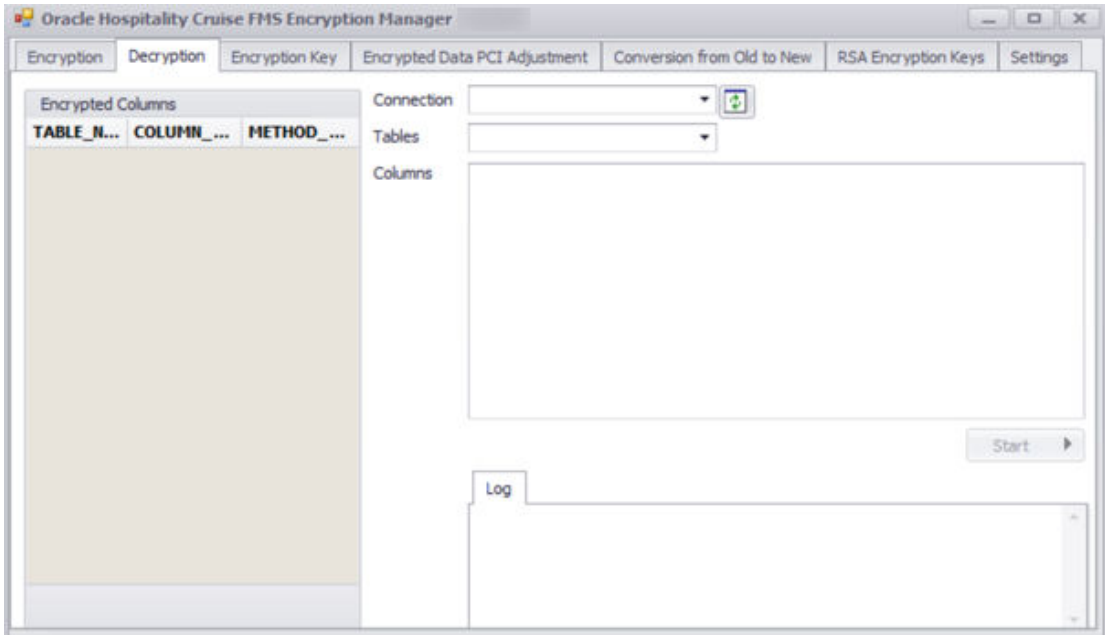 Oracle Hospitality Cruise FMS Encryption Manager
Encryption Decryption Encryption Key Encrypted Data PCI Adjustment Conversion from Old to New RSA Encryption Keys Settings
Encrypted Columns
TABLE_N... COLUMN_... METHOD_...
Connection
Tables
Columns
Start
Log